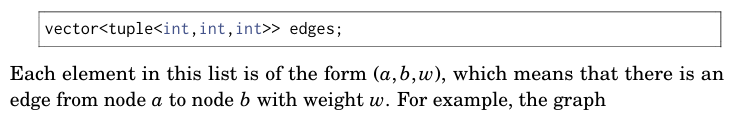 vector<tuple<int,int,int>> edges;
Each element in this list is of the form (a,b,w), which means that there is an
edge from node a to node b with weight w. For example, the graph